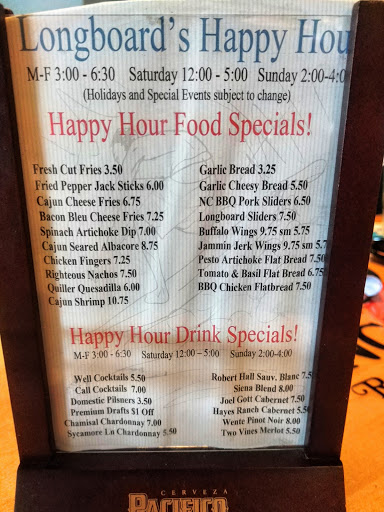 Longboard's Happy Hou
M-F 3:00 - 6:30 Saturday 12:00 - 5:00 Sunday 2:00-4:0
(Holidays and Special Events subject to change)
Happy Hour Food Specials!
Fresh Cut Fries 3.50
Fried Pepper Jack Sticks 6.00
Cajun Cheese Fries 6.75
Bacon Bleu Cheese Fries 7.25
Spinach Artichoke Dip 7.00
Cajun Seared Albacore 8.75
Chicken Fingers 7.25
Righteous Nachos 7.50
Quiller Quesadilla 6.00
Cajun Shrimp 10.75
Garlic Bread 3.25
Garlic Cheesy Bread 5.50
NC BBQ Pork Sliders 6.50
Longboard Sliders 7.50
Buffalo Wings 9.75 sm 5.75
Jammin Jerk Wings 9.75 sm 5.7
Pesto Artichoke Flat Bread 7.50
Tomato & Basil Flat Bread 6.75
BBQ Chicken Flatbread 7.50
Happy Hour Drink Specials!
M-F 3:00 - 6:30 Saturday 12:00 – 5:00 Sunday 2:00-4:00
Well Cocktails 5.50
Call Cocktails 7.00
Domestic Pilsners 3.50
Premium Drafts $1 Off
Chamisal Chardonnay 7.00
Sycamore Ln Chardonnay 5.50
Robert Hall Sauv. Blanc 7.5
Siena Blend 8.00
Joel Gott Cabernet 7.50
Hayes Ranch Cabernet 5.50
Wente Pinot Noir 8.00
Two Vines Merlot 5.50
CERVEZA
PACIFICO